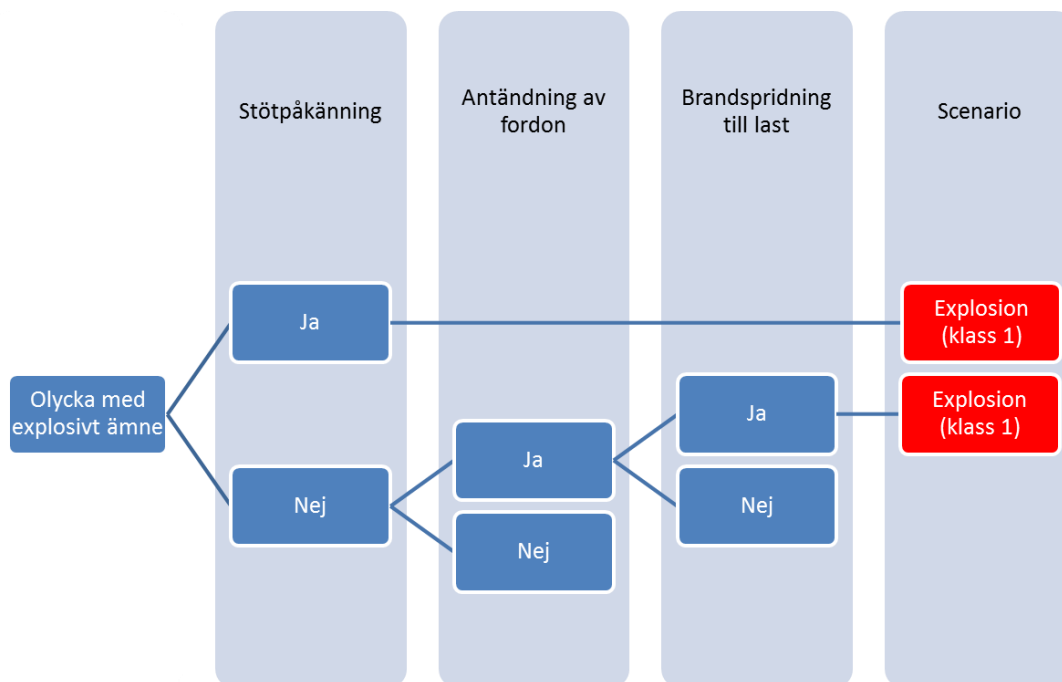 Stötpåkänning
Antändning av
fordon
Brandspridning
till last
Scenario
Ja
Explosion
(klass 1)
Olycka med
explosivt ämne
Ja
Explosion
(klass 1)
Ja
Nej
Nej
Nej